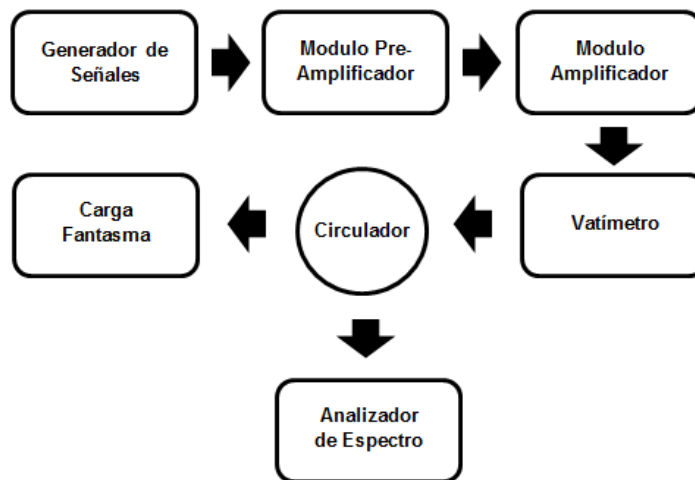 Generador de
Señales
Modulo Pre-
Amplificador
Modulo
Amplificador
Carga
Fantasma
Circulador
Vatímetro
Analizador
de Espectro